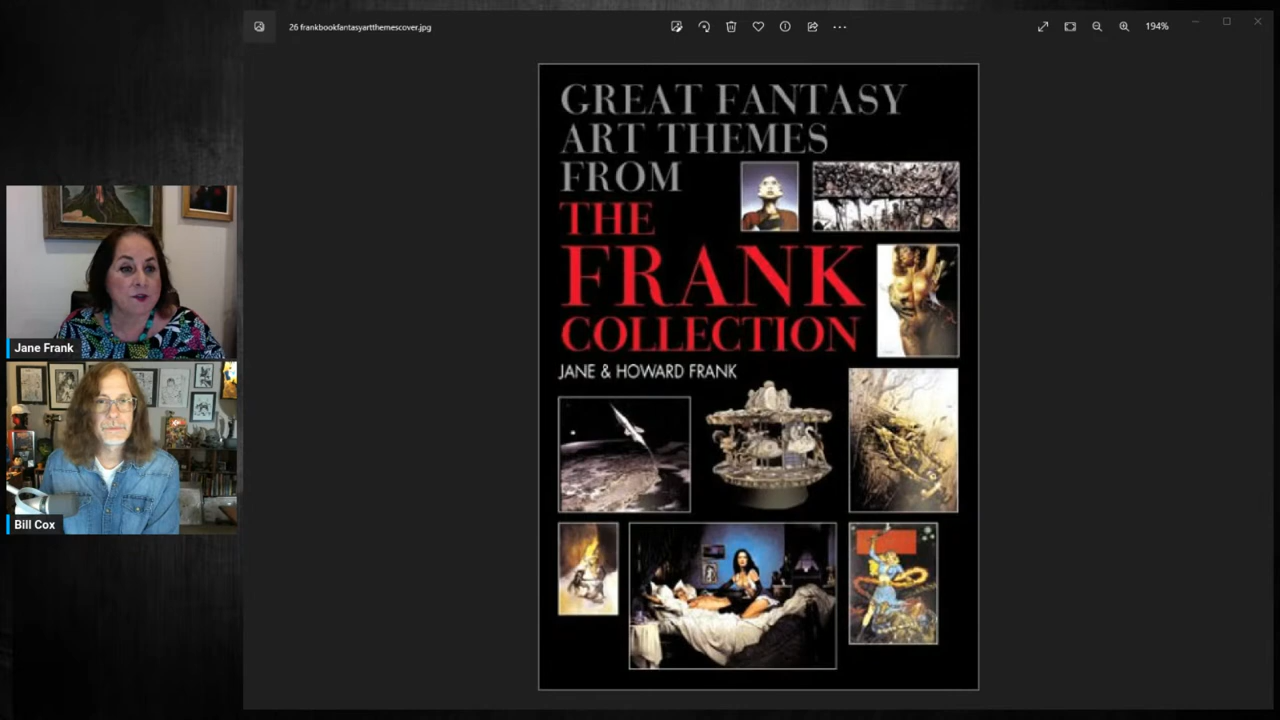 26 frankbookfantasyartthemescover.jpg
194%
GREAT FANTASY
ART THEMES
FROM
THE
FRANK
COLLECTION
JANE & HOWARD FRANK
Jane Frank
Bill Cox